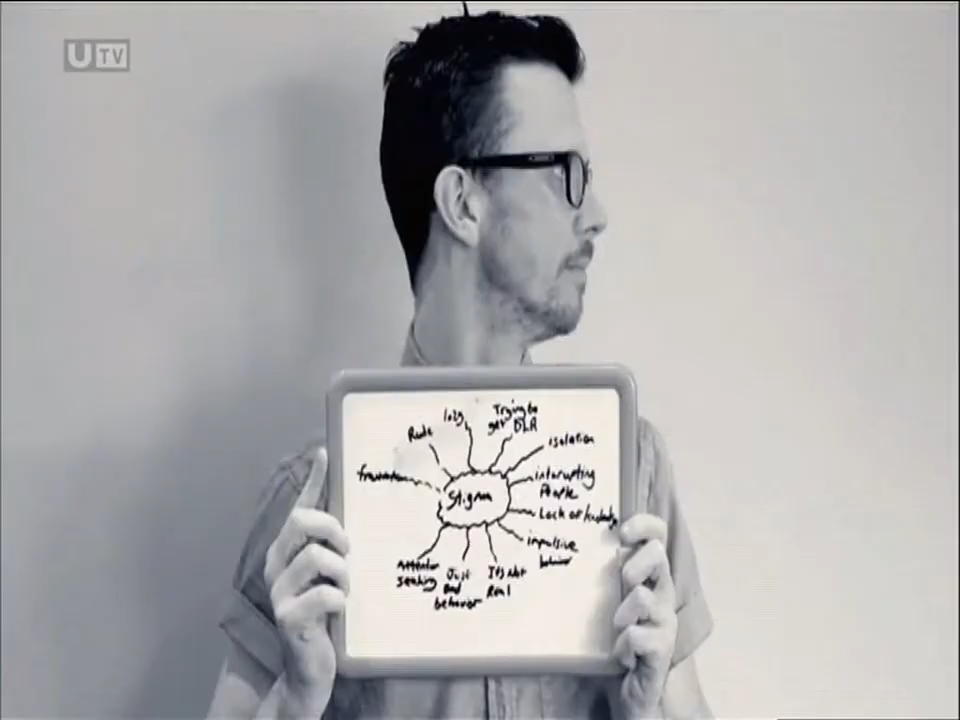 UTV
lazy
Trying to
get DLA
Rude
isolation
frustration
interupting
People
Stigma
Lack of knowledge
impulsive
behavior
Attention
seeking
Just
Bad
behavior
It's Not
Real